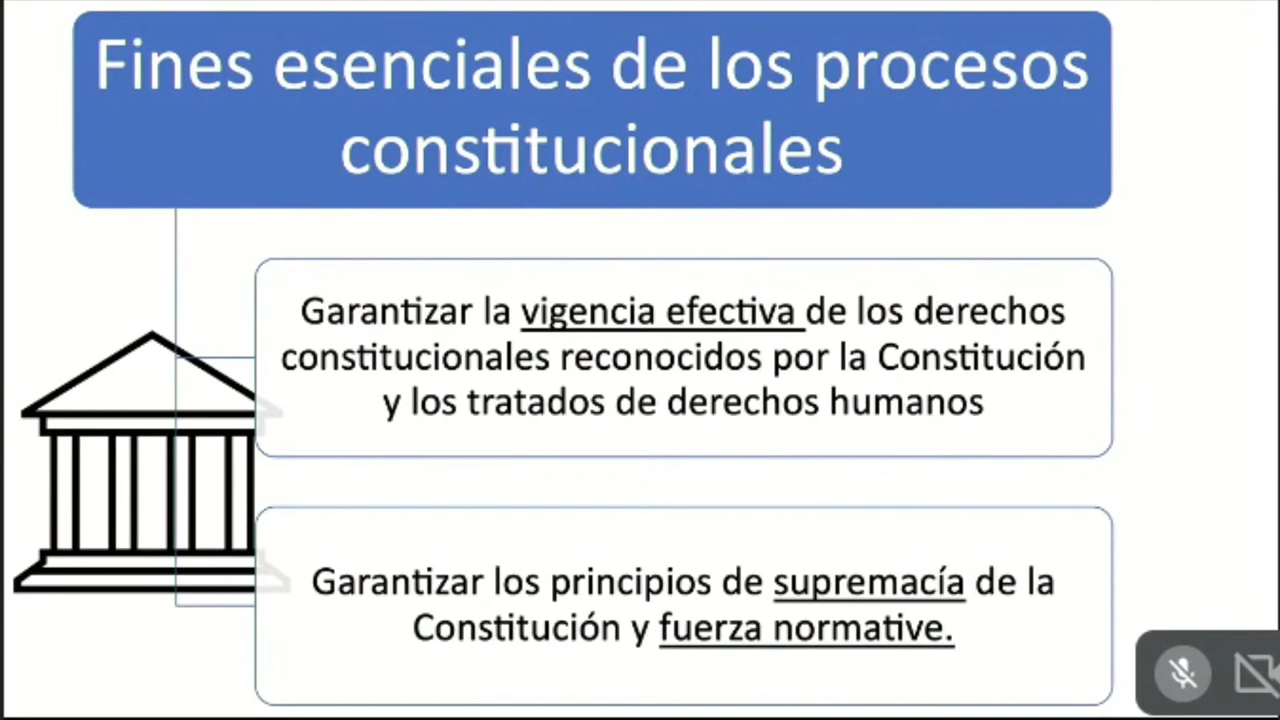 Fines esenciales de los procesos
constitucionales
Garantizar la vigencia efectiva de los derechos
constitucionales reconocidos por la Constitución
y los tratados de derechos humanos
Garantizar los principios de supremacía de la
Constitución y fuerza normative.